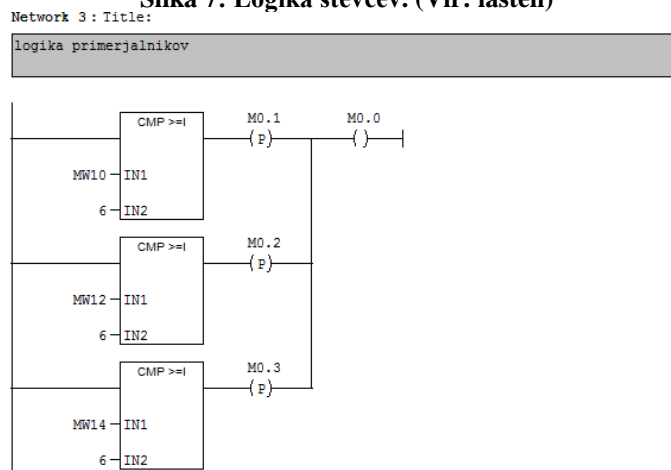 Slika 7: Logika števcev. (Vir: lasten)
Network 3 : Title:
logika primerjalnikov
CMP >=I M0.1 M0.0
( P ) ( )
MW10 IN1
6 IN2
CMP >=I M0.2
( P )
MW12 IN1
6 IN2
CMP >=I M0.3
( P )
MW14 IN1
6 IN2